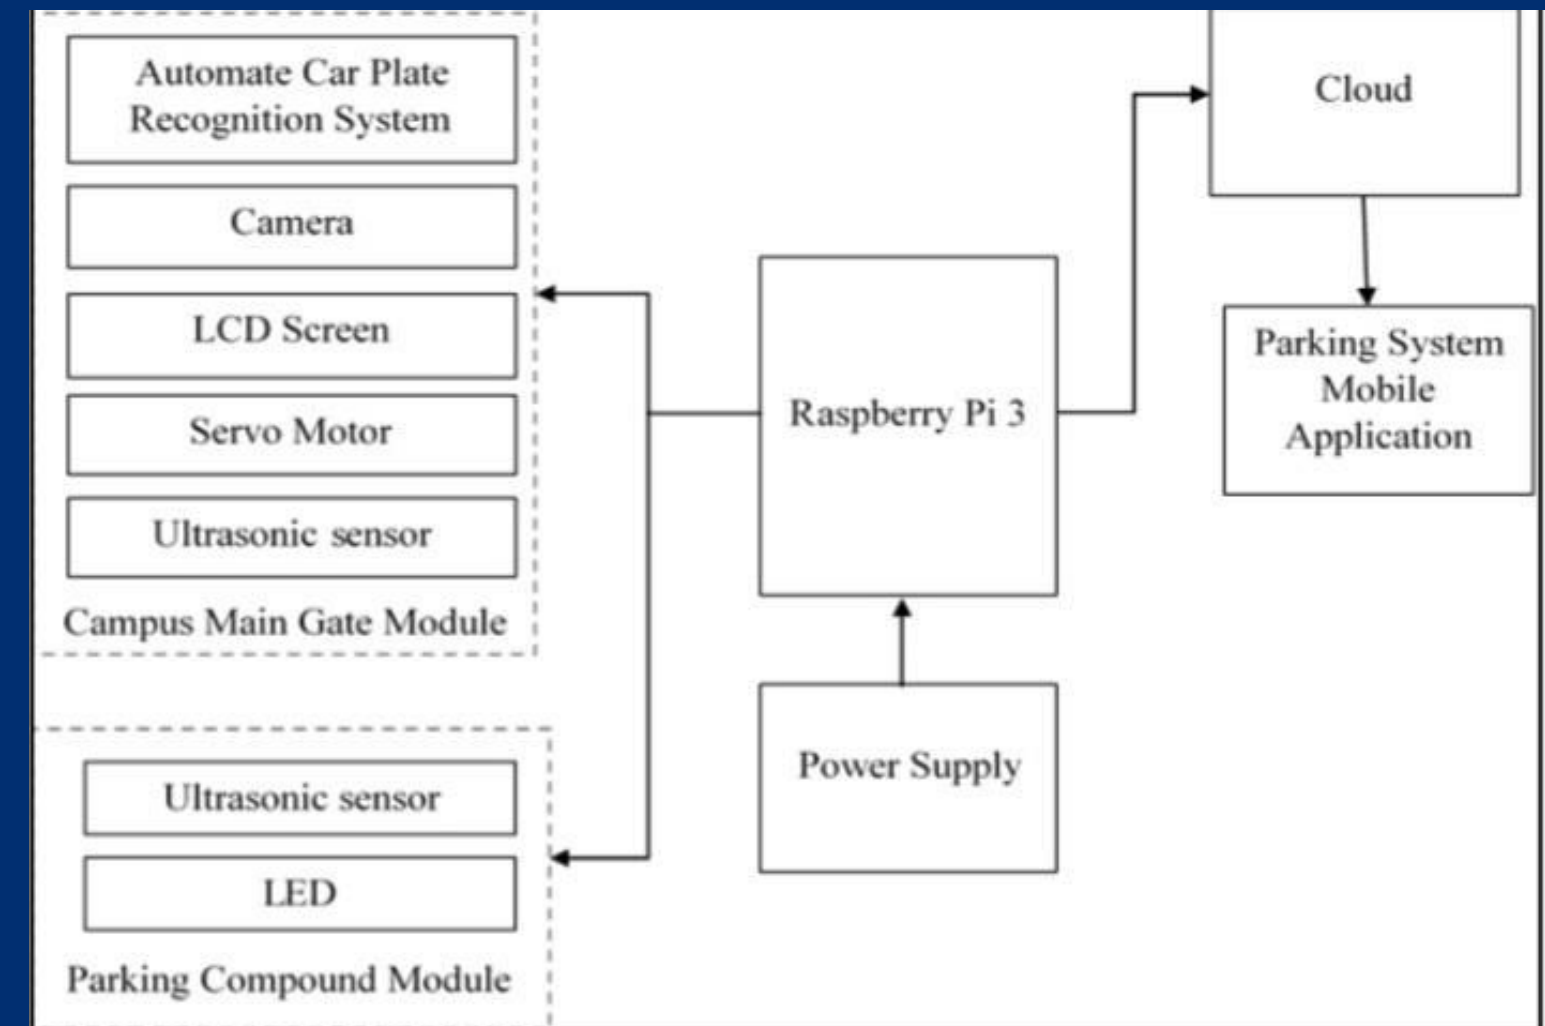 Automate Car Plate
Recognition System
Camera
LCD Screen
Servo Motor
Ultrasonic sensor
Campus Main Gate Module
Ultrasonic sensor
LED
Parking Compound Module
Raspberry Pi 3
Power Supply
Cloud
Parking System
Mobile
Application